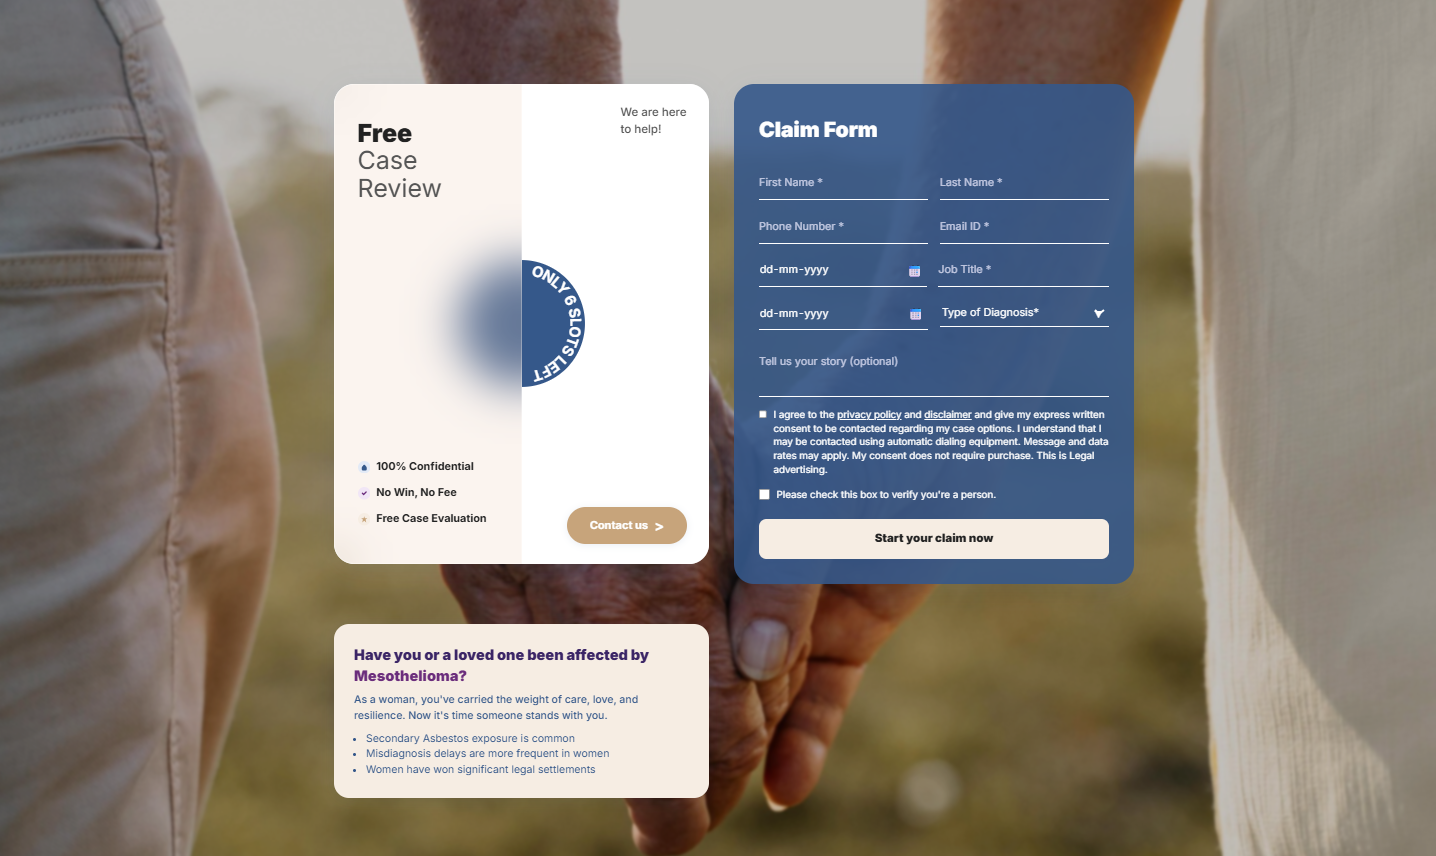 Free
Case
Review
We are here
to help!
ONLY 6 SLOTS LEFT
100% Confidential
No Win, No Fee
Free Case Evaluation
Contact us >
Claim Form
First Name *
Last Name *
Phone Number *
Email ID *
dd-mm-yyyy
Job Title *
dd-mm-yyyy
Type of Diagnosis*
Tell us your story (optional)
I agree to the privacy policy and disclaimer and give my express written
consent to be contacted regarding my case options. I understand that I
may be contacted using automatic dialing equipment. Message and data
rates may apply. My consent does not require purchase. This is Legal
advertising.
Please check this box to verify you're a person.
Start your claim now
Have you or a loved one been affected by
Mesothelioma?
As a woman, you've carried the weight of care, love, and
resilience. Now it's time someone stands with you.
• Secondary Asbestos exposure is common
• Misdiagnosis delays are more frequent in women
• Women have won significant legal settlements